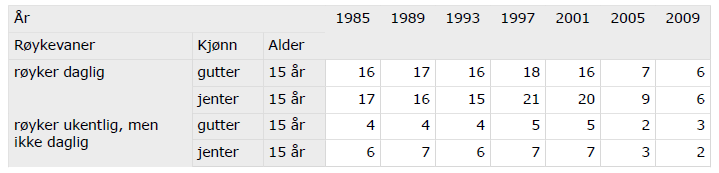 År 1985 1989 1993 1997 2001 2005 2009
Røykevaner Kjønn Alder
røyker daglig gutter 15 år 16 17 16 18 16 7 6
jenter 15 år 17 16 15 21 20 9 6
røyker ukentlig, men gutter 15 år 4 4 4 5 5 2 3
ikke daglig
jenter 15 år 6 7 6 7 7 3 2